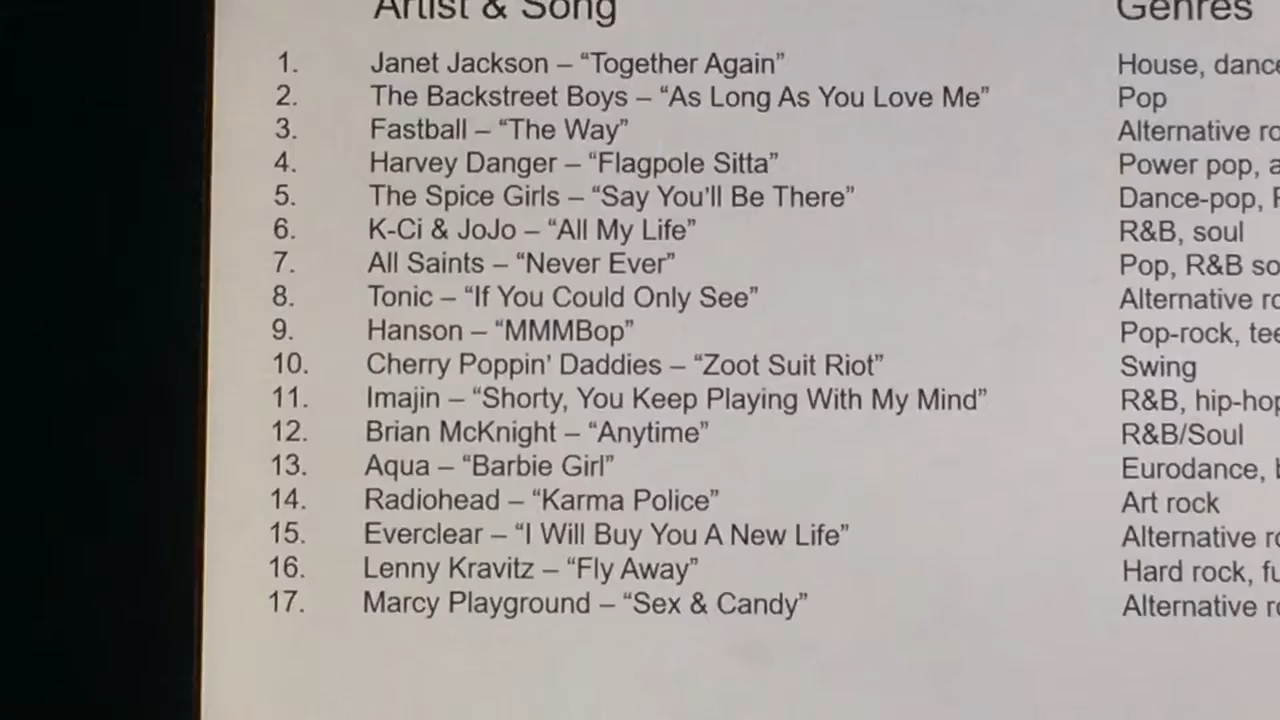 Artist & Song Genres
1. Janet Jackson – “Together Again” House, dance
2. The Backstreet Boys – “As Long As You Love Me” Pop
3. Fastball – “The Way” Alternative ro
4. Harvey Danger – “Flagpole Sitta” Power pop, a
5. The Spice Girls – “Say You'll Be There” Dance-pop,
6. K-Ci & JoJo – “All My Life” R&B, soul
7. All Saints – “Never Ever” Pop, R&B so
8. Tonic – “If You Could Only See” Alternative ro
9. Hanson – “MMMBop” Pop-rock, tee
10. Cherry Poppin' Daddies – “Zoot Suit Riot” Swing
11. Imajin – “Shorty, You Keep Playing With My Mind” R&B, hip-hop
12. Brian McKnight – “Anytime” R&B/Soul
13. Aqua – “Barbie Girl” Eurodance,
14. Radiohead – “Karma Police” Art rock
15. Everclear – “I Will Buy You A New Life” Alternative ro
16. Lenny Kravitz – “Fly Away” Hard rock, fu
17. Marcy Playground – “Sex & Candy” Alternative ro